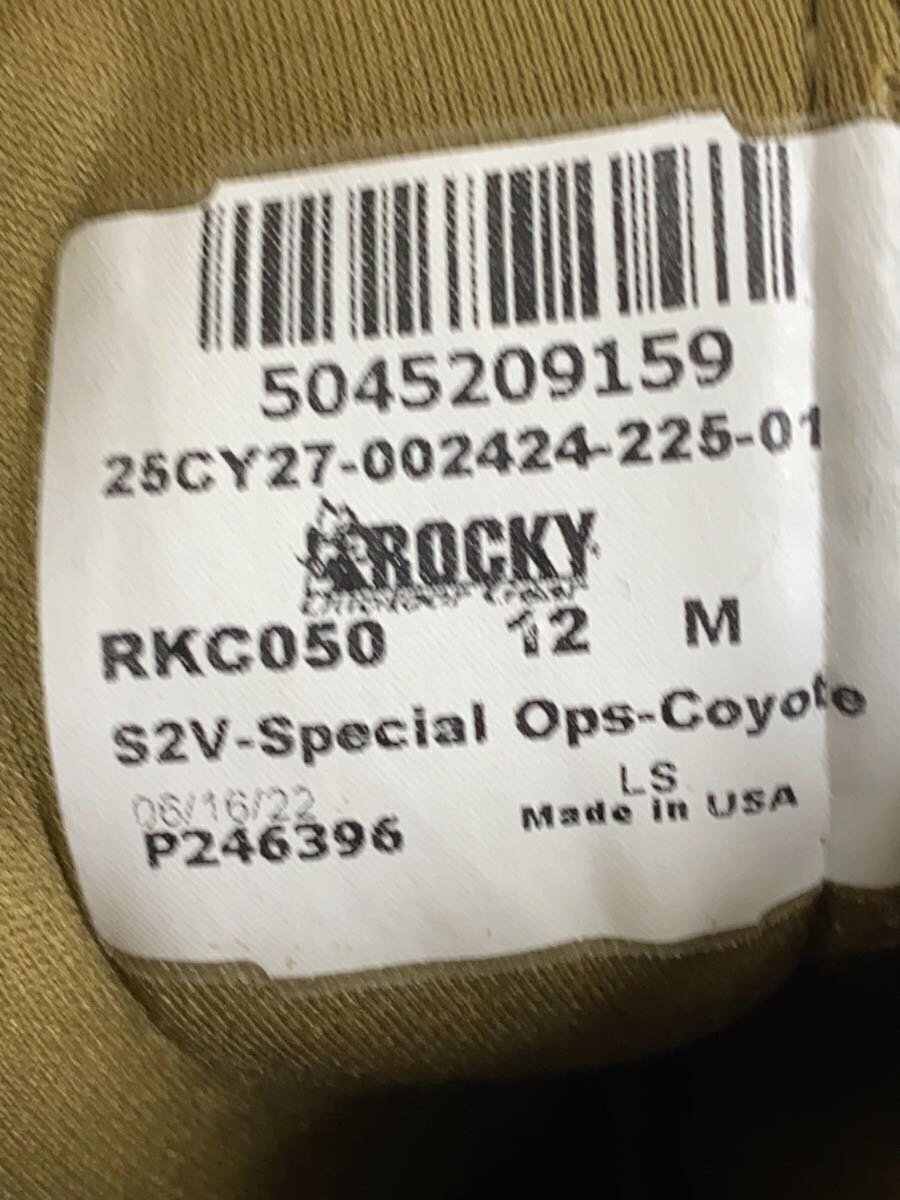 5045209159
25CY27-002424-225-01
ROCKY
RKC050 12 M
S2V-Special Ops-Coyote
06/16/22 LS
P246396 Made in USA